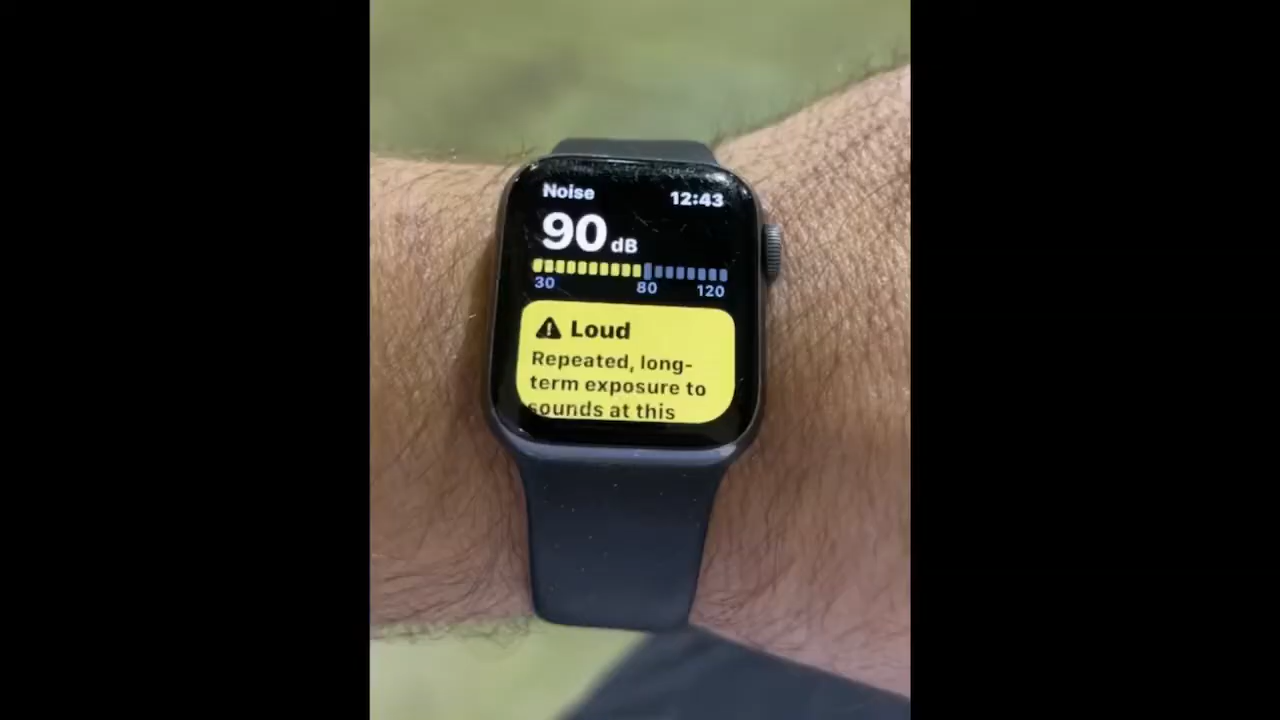 Noise
12:43
90 dB
30 80 120
Loud
Repeated, long-
term exposure to
sounds at this